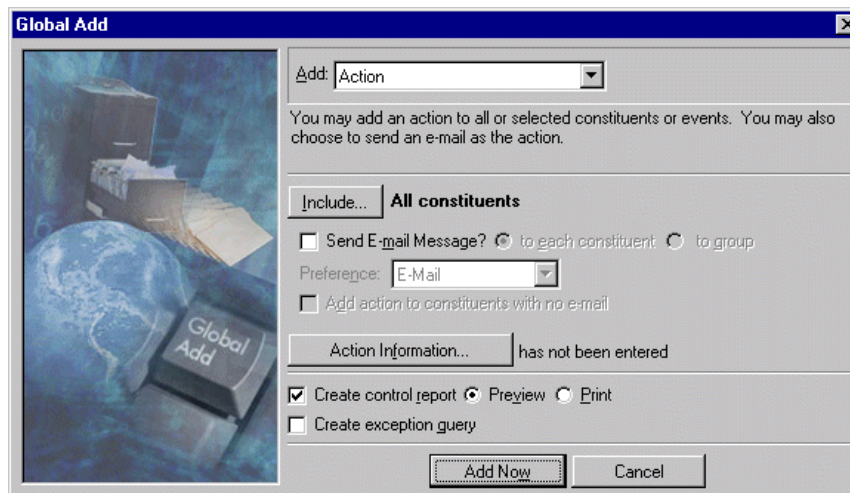 Global Add
Add: Action
You may add an action to all or selected constituents or events. You may also
choose to send an e-mail as the action.
Include... All constituents
Send E-mail Message? to each constituent to group
Preference: E-Mail
Add action to constituents with no e-mail
Action Information... has not been entered
Global
Add
Create control report Preview Print
Create exception query
Add Now Cancel